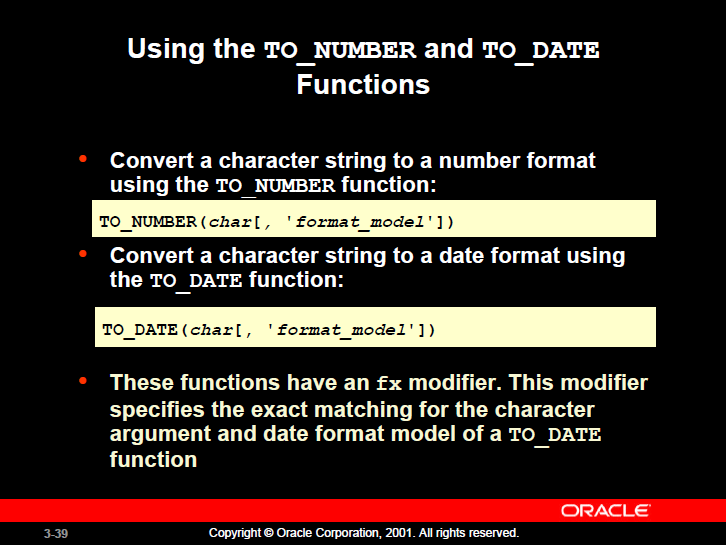 Using the TO_NUMBER and TO_DATE
Functions
• Convert a character string to a number format
using the TO_NUMBER function:
TO_NUMBER(char[, 'format_model'])
• Convert a character string to a date format using
the TO_DATE function:
TO_DATE(char[, 'format_model'])
• These functions have an fx modifier. This modifier
specifies the exact matching for the character
argument and date format model of a TO_DATE
function
ORACLE
3-39
Copyright © Oracle Corporation, 2001. All rights reserved.